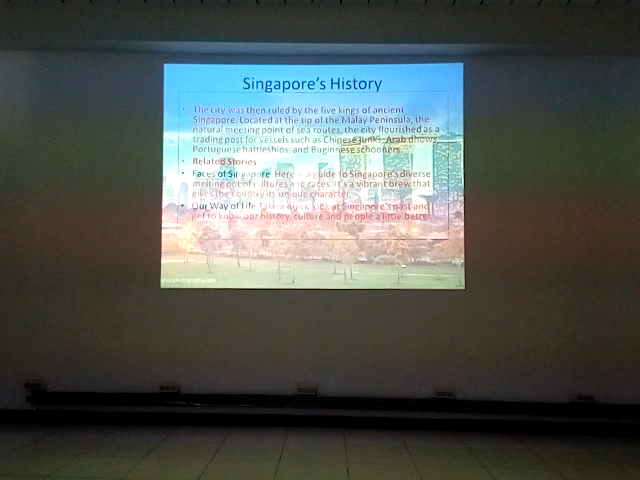 Singapore's History
• The city was then ruled by the five kings of ancient
Singapore. Located at the tip of the Malay Peninsula, the
natural meeting point of sea routes, the city flourished as a
trading post for vessels such as Chinese junks, Arab dhows,
Portuguese battleships, and Buginnese schooners.
• Related Stories
• Faces of Singapore Here is a guide to Singapore's diverse
melting pot of cultures and races. It's a vibrant brew that
gives the country its unique character.
• Our Way of Life Take a quick look at Singapore's past and
get to know our history, culture and people a little better.